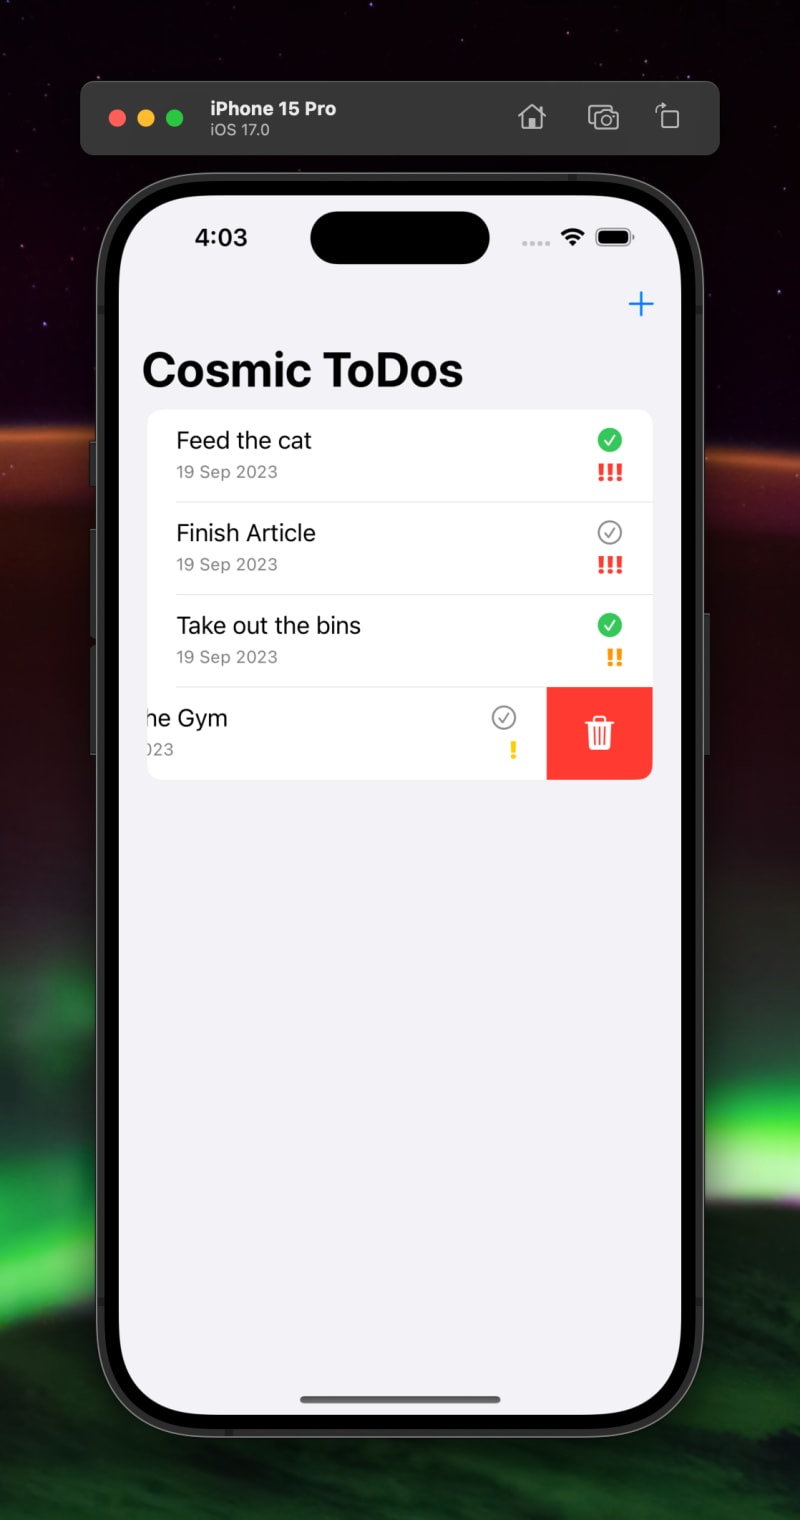 iPhone 15 Pro
iOS 17.0
4:03
Cosmic ToDos
Feed the cat
19 Sep 2023
!!!
Finish Article
19 Sep 2023
!!!
Take out the bins
19 Sep 2023
!!
he Gym
023
!